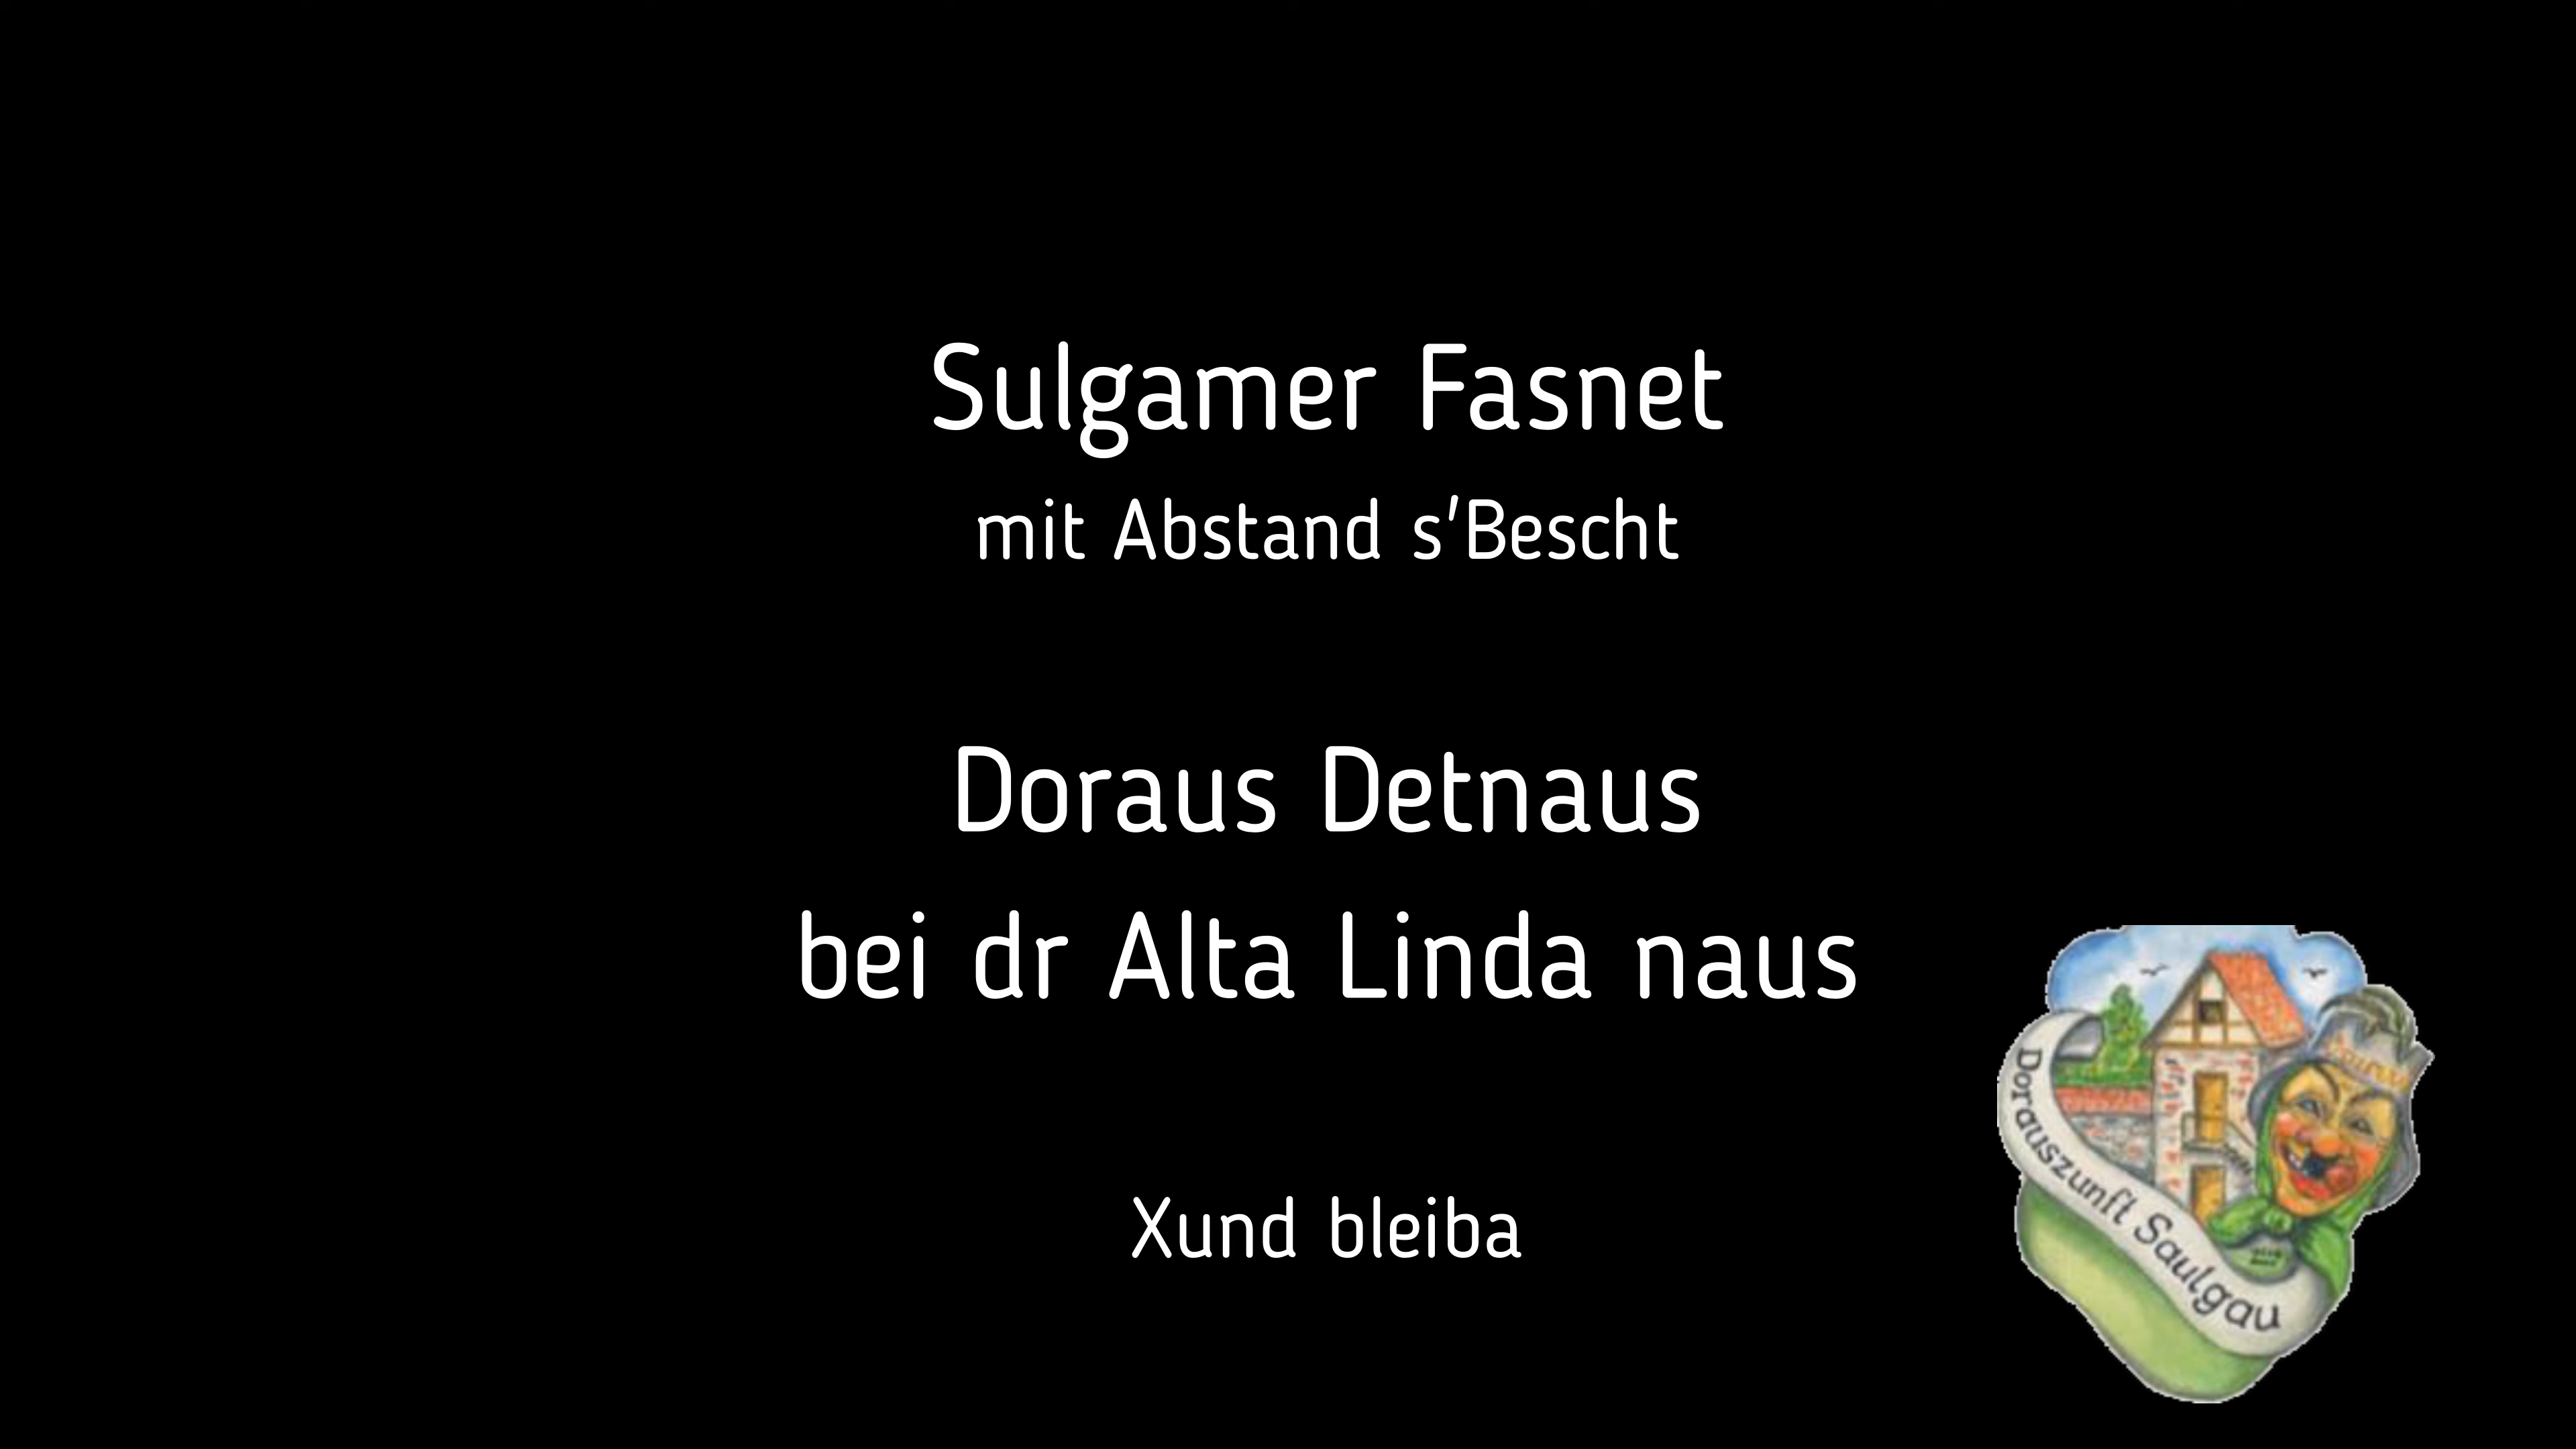 Sulgamer Fasnet
mit Abstand s'Bescht
Doraus Detnaus
bei dr Alta Linda naus
Xund bleiba
Dorauszunft Saulgau